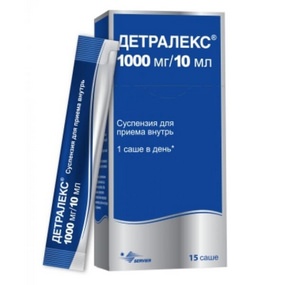 ДЕТРАЛЕКС®
1000 мг/10 мл
Суспензия для
приема внутрь
1 саше в день*
SERVIER
15 саше
ДЕТРАЛЕКС®
1000 мг/10 мл
Суспензия для приема внутрь